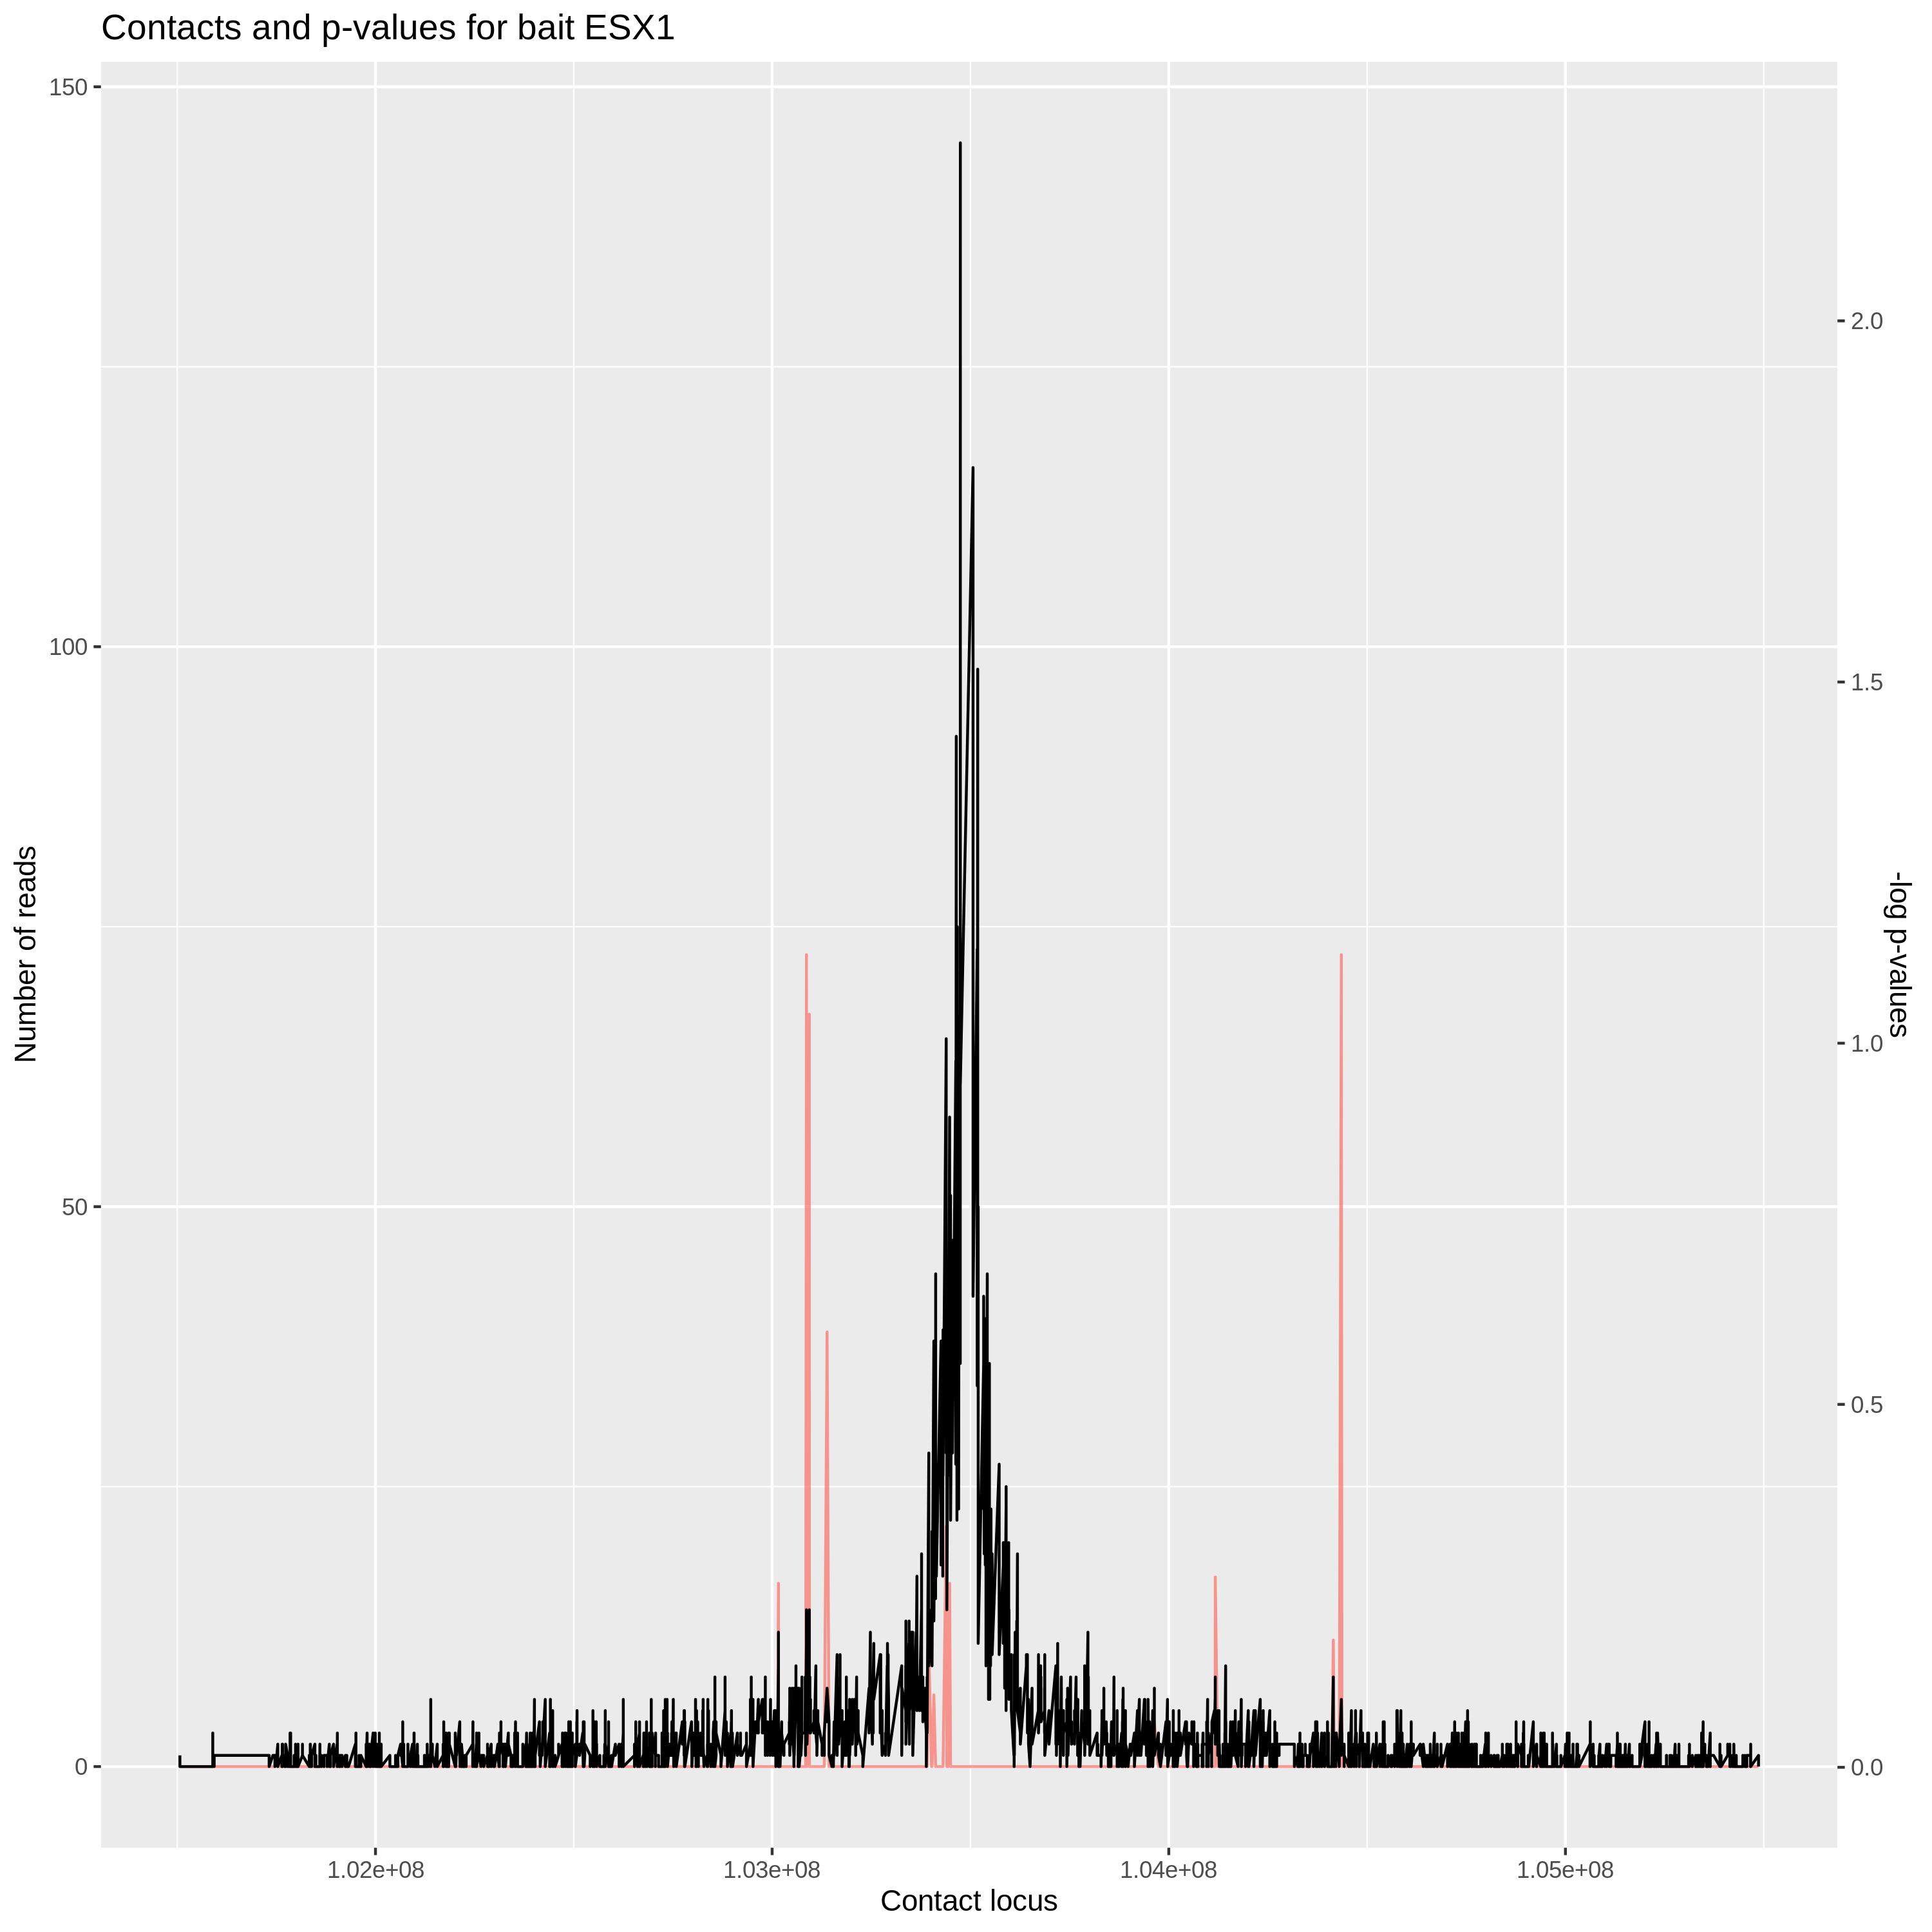 Contacts and p-values for bait ESX1
150
100
50
0
Number of reads
2.0
1.5
1.0
0.5
0.0
-log p-values
1.02e+08
1.03e+08
1.04e+08
1.05e+08
Contact locus